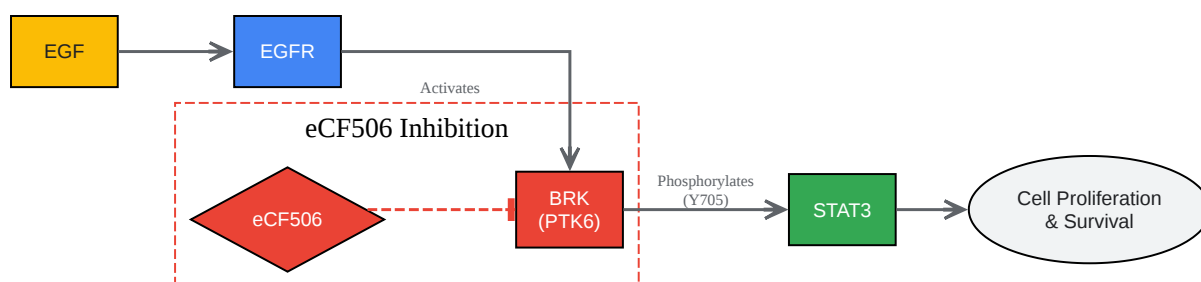 EGF
EGFR
Activates
eCF506 Inhibition
eCF506
BRK
(PTK6)
Phosphorylates
(Y705)
STAT3
Cell Proliferation
& Survival